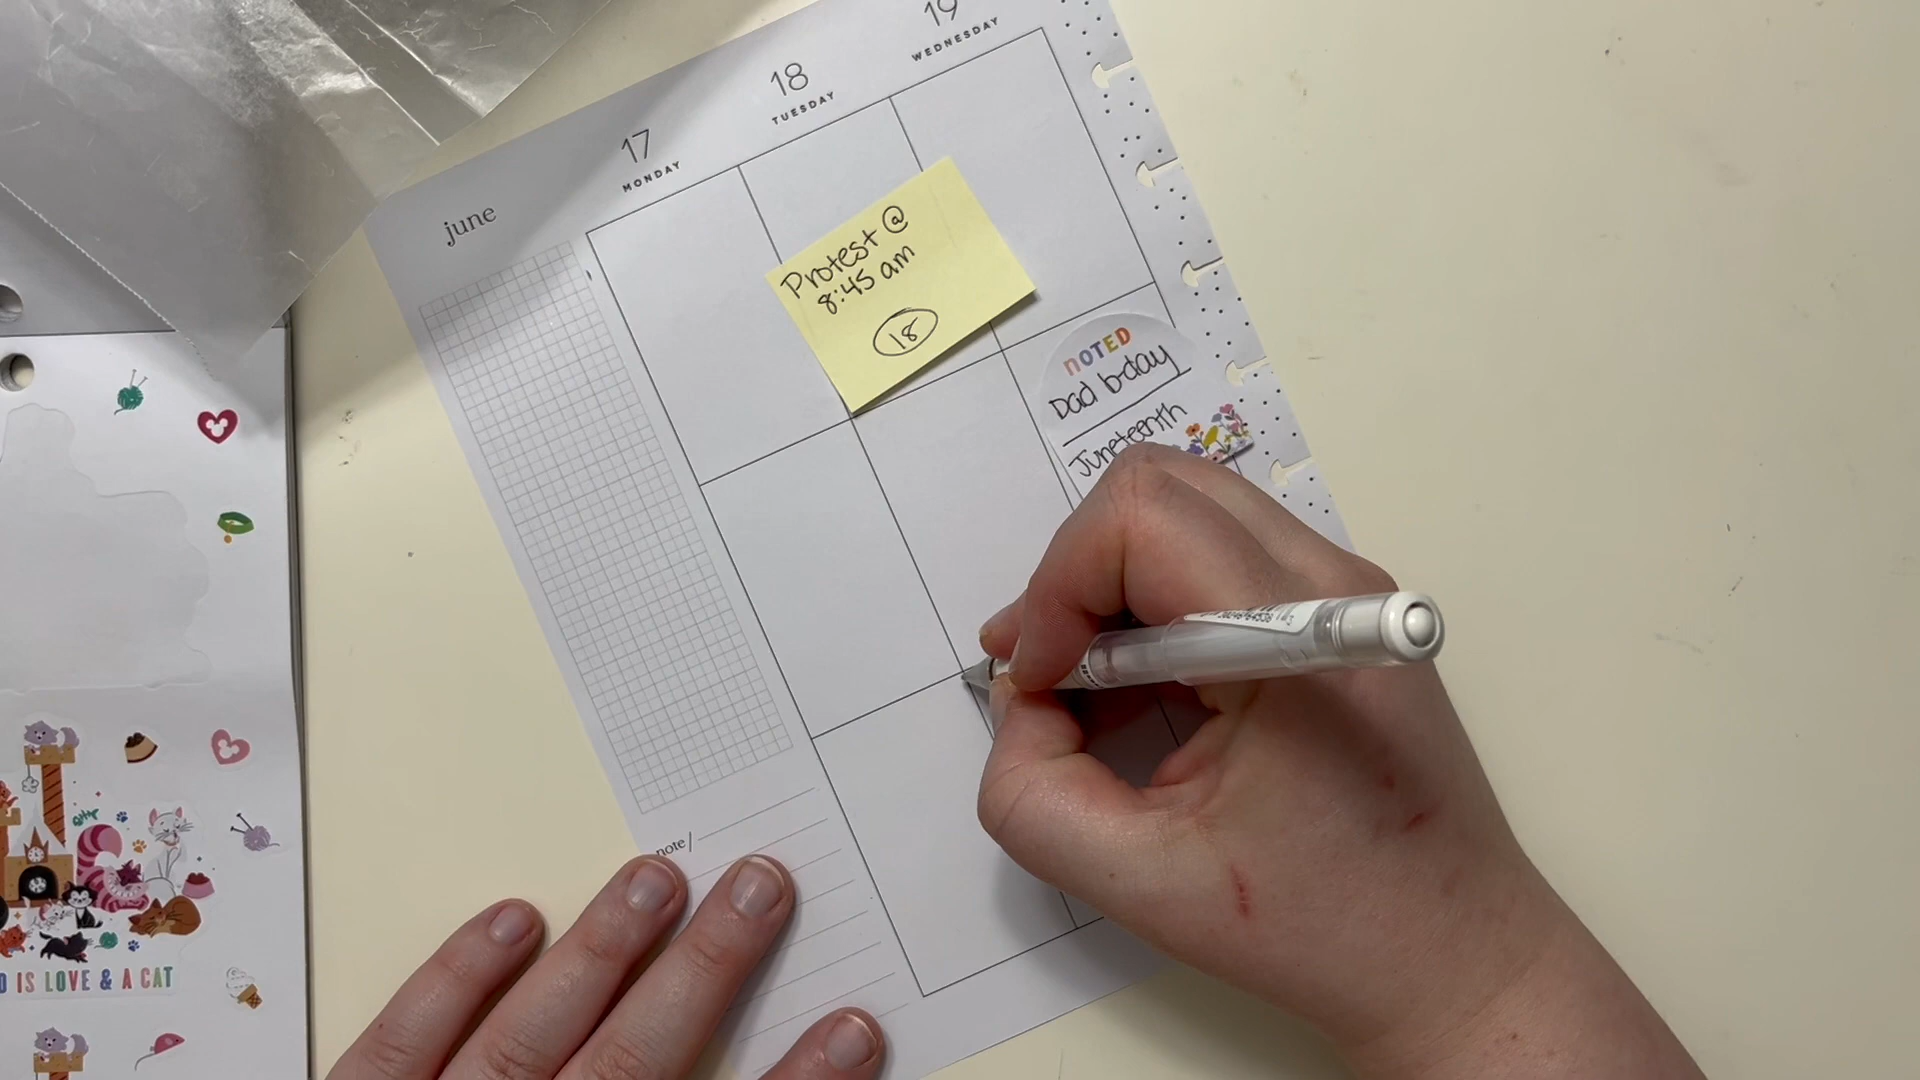 19
WEDNESDAY
18
TUESDAY
17
MONDAY
june
Protest @
8:45 am
18
NOTED
Dad b-day
Juneteenth
note/
IS LOVE & A CAT